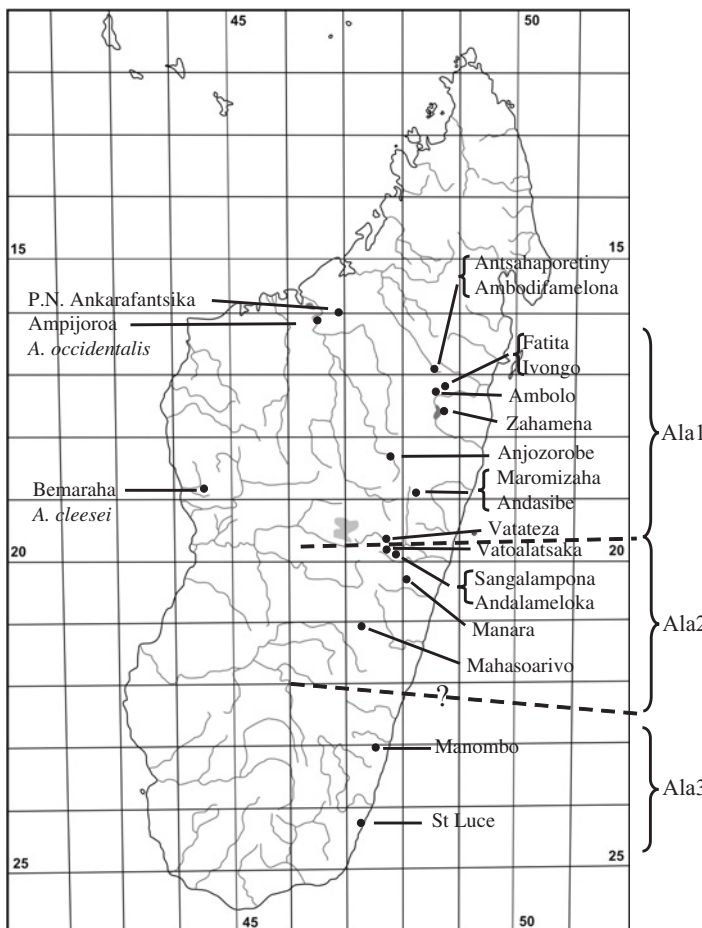 45
50
15
15
Antsahaporetiny
Ambodifamelona
P.N. Ankarafantsika
Ampijoroa
A. occidentalis
Fatita
Ivongo
Ambolo
Zahamena
Ala1
Anjozorobe
Maromizaha
Andasibe
Bemaraha
A. cleesei
Vatateza
Vatoalatsaka
20
20
Sangalampona
Andalameloka
Manara
Ala2
Mahasoarivo
?
Manombo
Ala3
St Luce
25
25
45
50